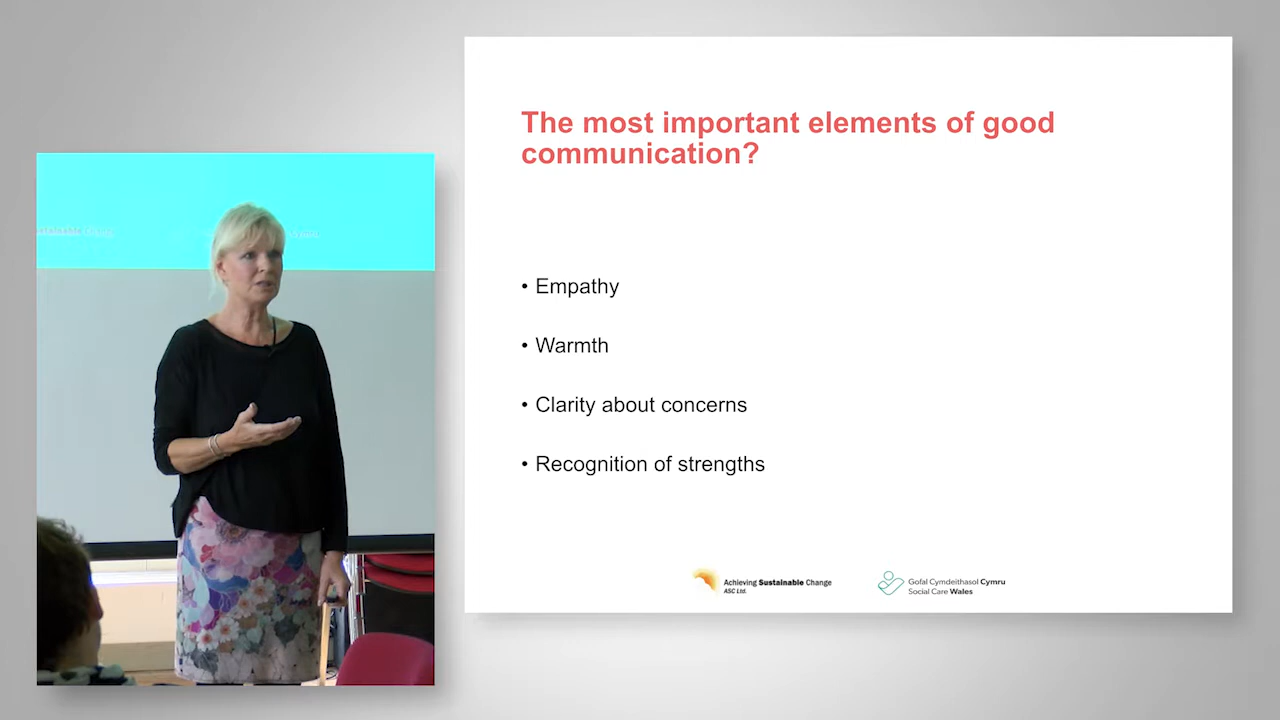 The most important elements of good
communication?
• Empathy
• Warmth
• Clarity about concerns
• Recognition of strengths
Achieving Sustainable Change
ASC Ltd.
Gofal Cymdeithasol Cymru
Social Care Wales